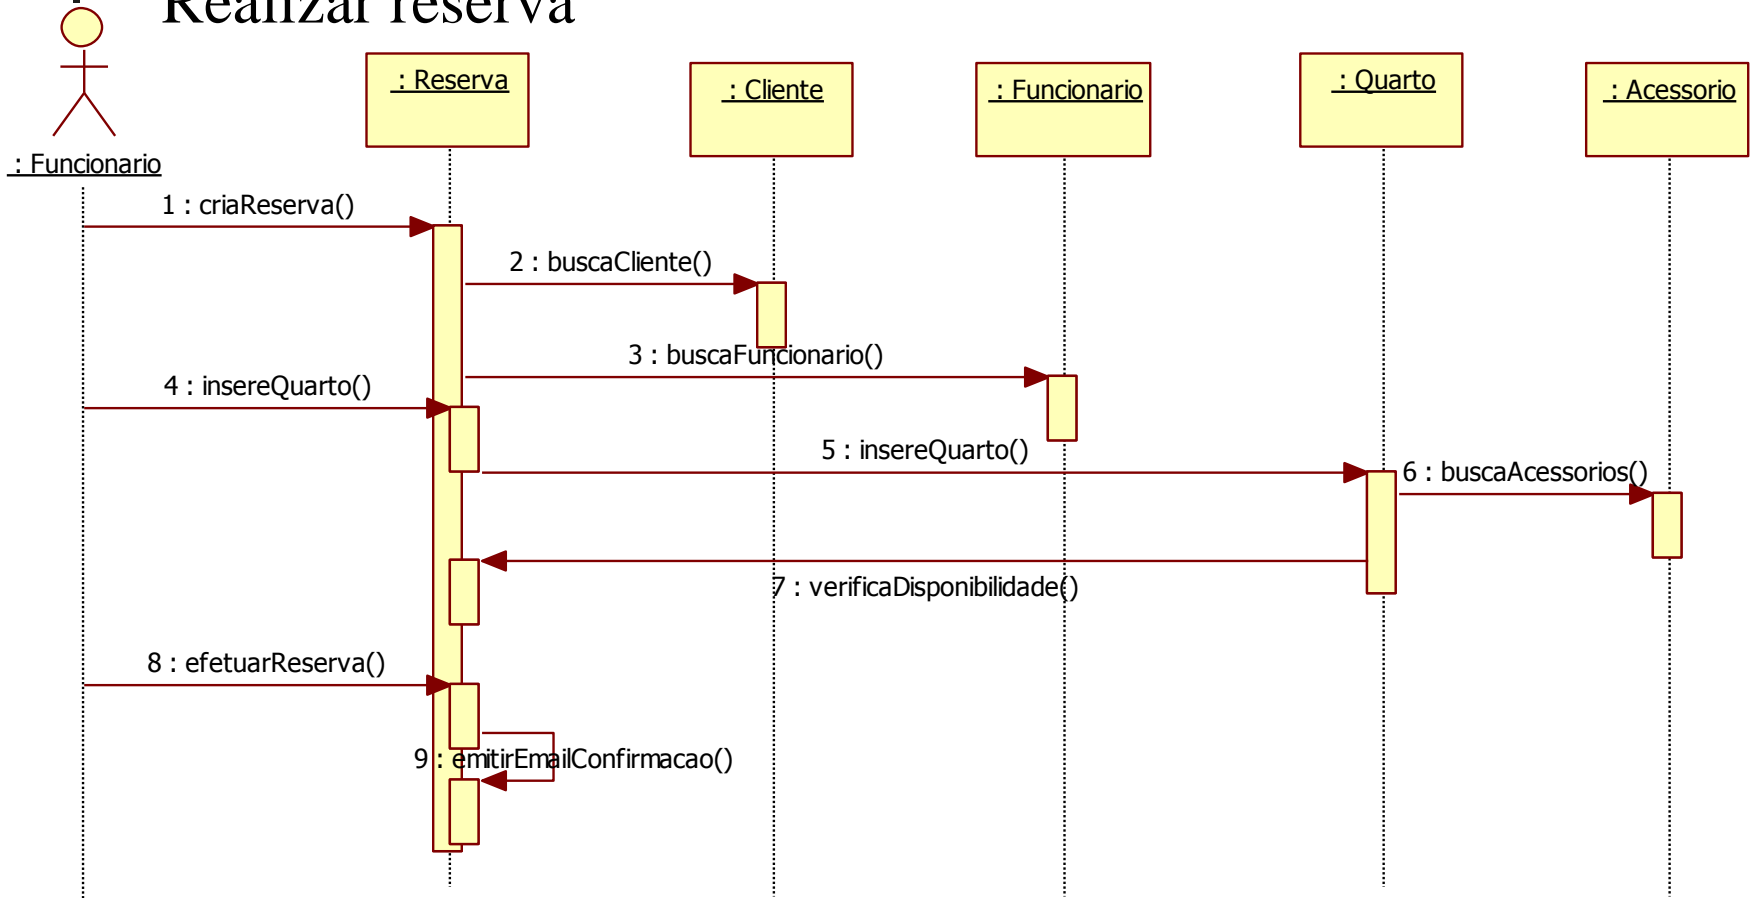 Realizar reserva
: Reserva
: Cliente
: Funcionario
: Quarto
: Acessorio
: Funcionario
1 : criaReserva()
2 : buscaCliente()
3 : buscaFuncionario()
4 : insereQuarto()
5 : insereQuarto()
6 : buscaAcessorios()
7 : verificaDisponibilidade()
8 : efetuarReserva()
9 : emitirEmailConfirmacao()